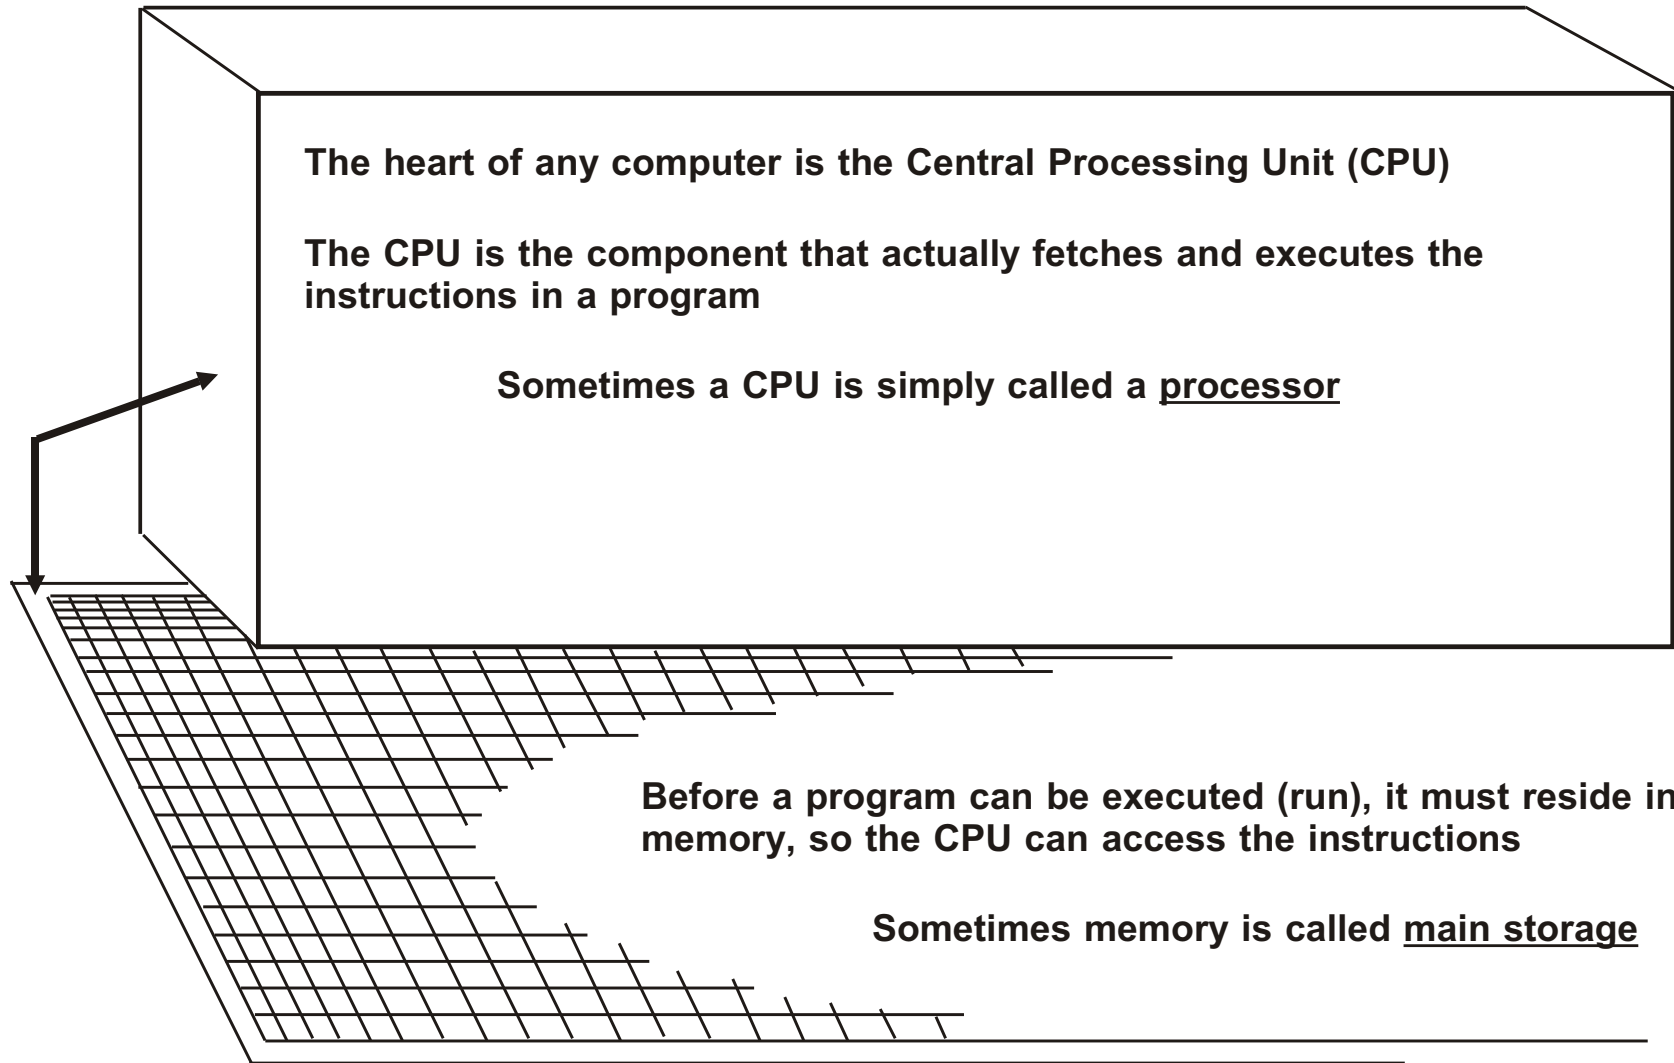 The heart of any computer is the Central Processing Unit (CPU)
The CPU is the component that actually fetches and executes the
instructions in a program
Sometimes a CPU is simply called a processor
Before a program can be executed (run), it must reside in
memory, so the CPU can access the instructions
Sometimes memory is called main storage